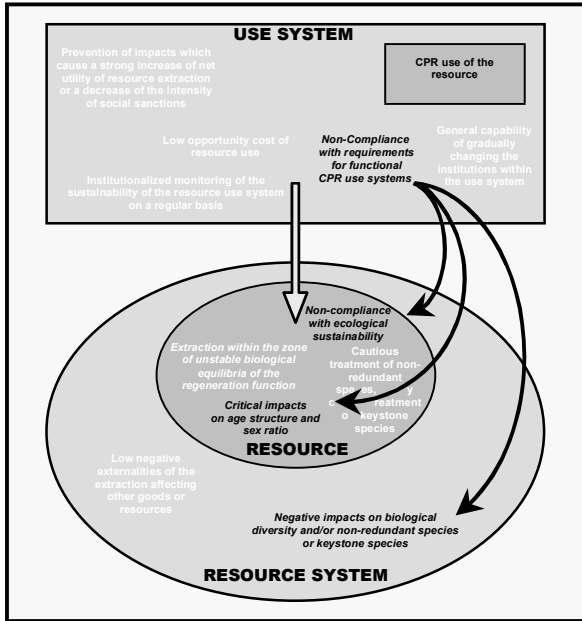 USE SYSTEM
Prevention of impacts which
cause a strong increase of net
utility of resource extraction
or a decrease of the intensity
of social sanctions
CPR use of the
resource
Low opportunity cost of
resource use
Non-Compliance
with requirements
for functional
CPR use systems
General capability
of gradually
changing the
institutions within
the use system
Institutionalized monitoring of the
sustainability of the resource use system
on a regular basis
Non-compliance
with ecological
sustainability
Extraction within the zone
of unstable biological
equilibria of the
regeneration function
Cautious
treatment of non-
redundant
keystone
species
Critical impacts
on age structure and
sex ratio
RESOURCE
Low negative
externalities of the
extraction affecting
other goods or
resources
Negative impacts on biological
diversity and/or non-redundant species
or keystone species
RESOURCE SYSTEM